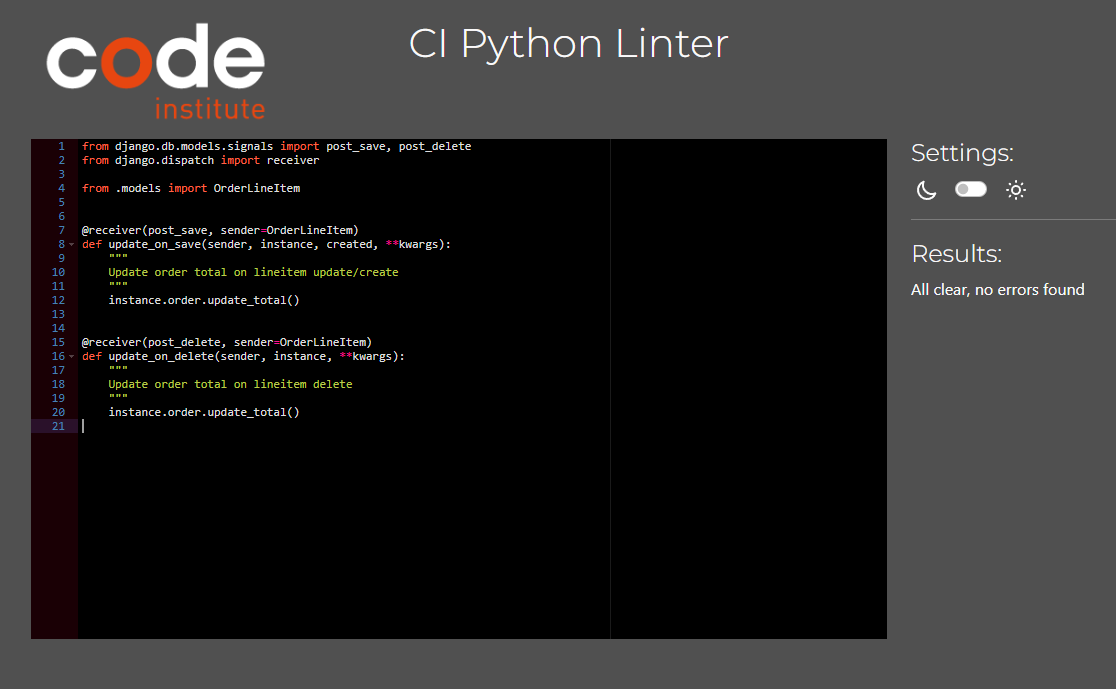 code
institute
CI Python Linter
1 from django.db.models.signals import post_save, post_delete
2 from django.dispatch import receiver
3
4 from .models import OrderLineItem
5
6
7 @receiver(post_save, sender=OrderLineItem)
8 def update_on_save(sender, instance, created, **kwargs):
9     """
10     Update order total on lineitem update/create
11     """
12     instance.order.update_total()
13
14
15 @receiver(post_delete, sender=OrderLineItem)
16 def update_on_delete(sender, instance, **kwargs):
17     """
18     Update order total on lineitem delete
19     """
20     instance.order.update_total()
21
Settings:
Results:
All clear, no errors found